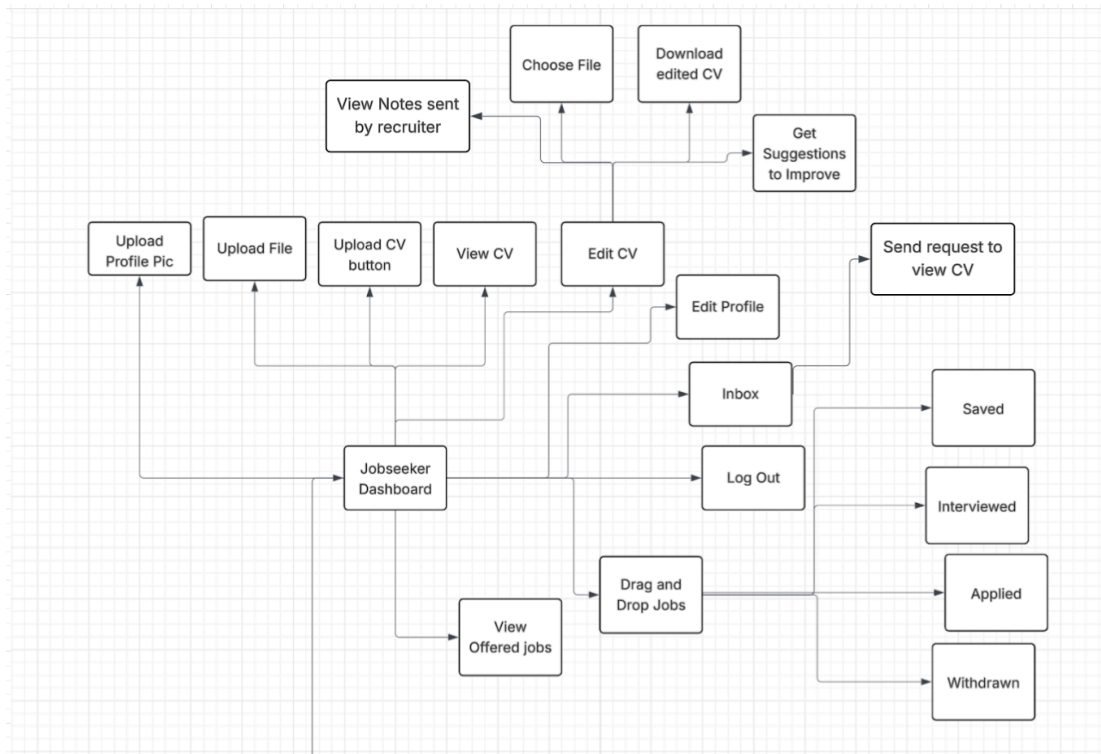 Choose File
Download
edited CV
View Notes sent
by recruiter
Get
Suggestions
to Improve
Upload
Profile Pic
Upload File
Upload CV
button
View CV
Edit CV
Send request to
view CV
Edit Profile
Inbox
Saved
Jobseeker
Dashboard
Log Out
Interviewed
Drag and
Drop Jobs
Applied
View
Offered jobs
Withdrawn